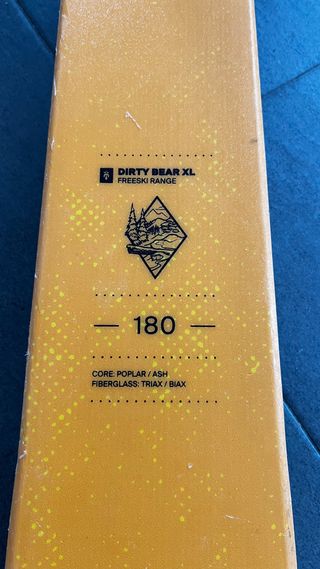 DIRTY BEAR XL
FREESKI RANGE
180
CORE: POPLAR / ASH
FIBERGLASS: TRIAX / BIAX